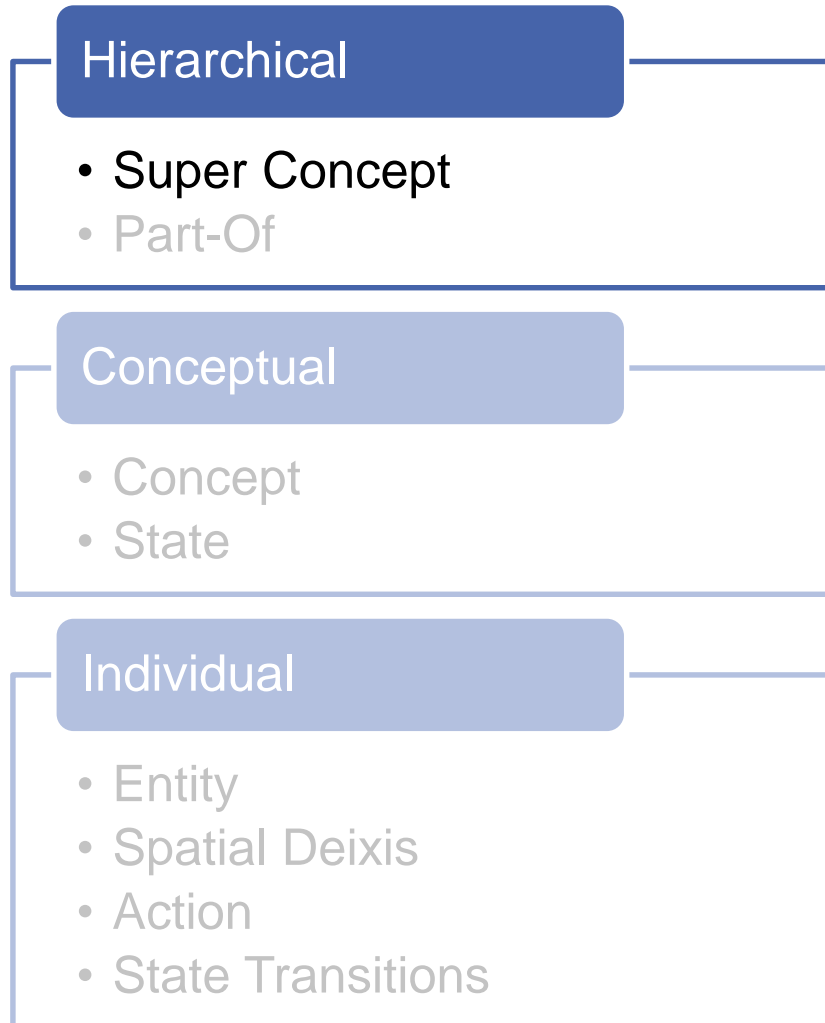 Hierarchical
• Super Concept
• Part-Of
Conceptual
• Concept
• State
Individual
• Entity
• Spatial Deixis
• Action
• State Transitions